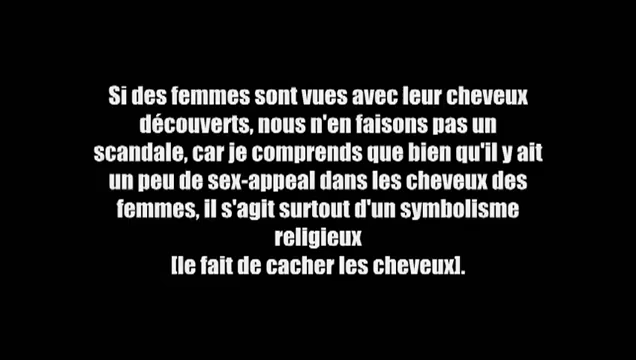 Si des femmes sont vues avec leur cheveux
découverts, nous n'en faisons pas un
scandale, car je comprends que bien qu'il y ait
un peu de sex-appeal dans les cheveux des
femmes, il s'agit surtout d'un symbolisme
religieux
[le fait de cacher les cheveux].